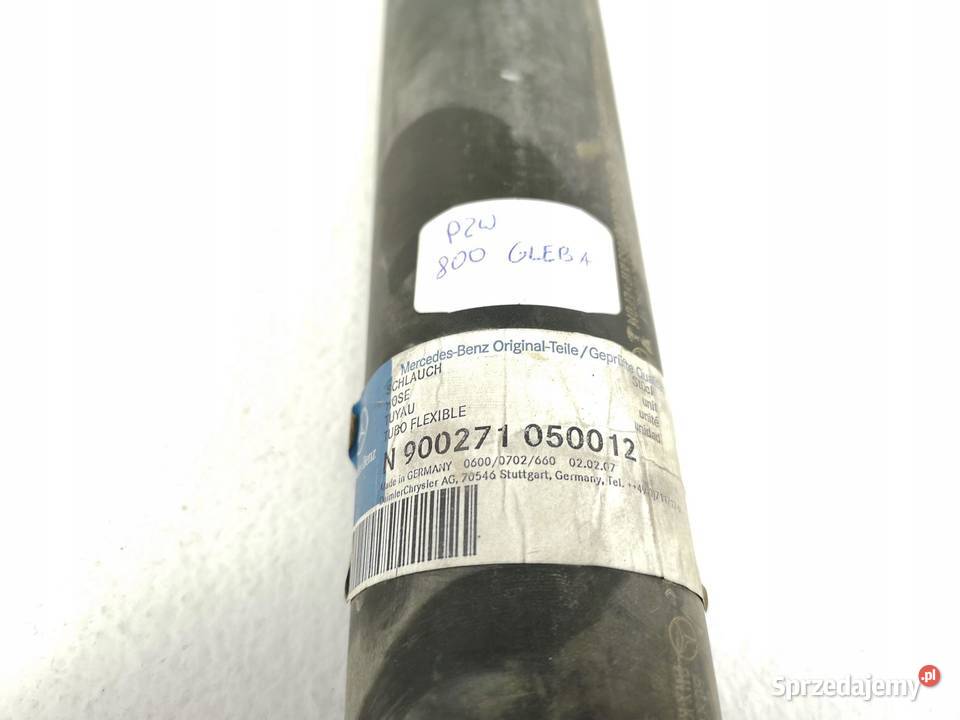 PZW
800 GLEBA
Mercedes-Benz Original-Teile/Geprüfte
SCHLAUCH
HOSE
TUYAU
TUBO FLEXIBLE
Stück
unit
unité
unidad
N 900271 050012
Made in GERMANY 0600/0702/660 02.02.07
DaimlerChrysler AG, 70546 Stuttgart, Germany, Tel.
Sprzedajemy.pl